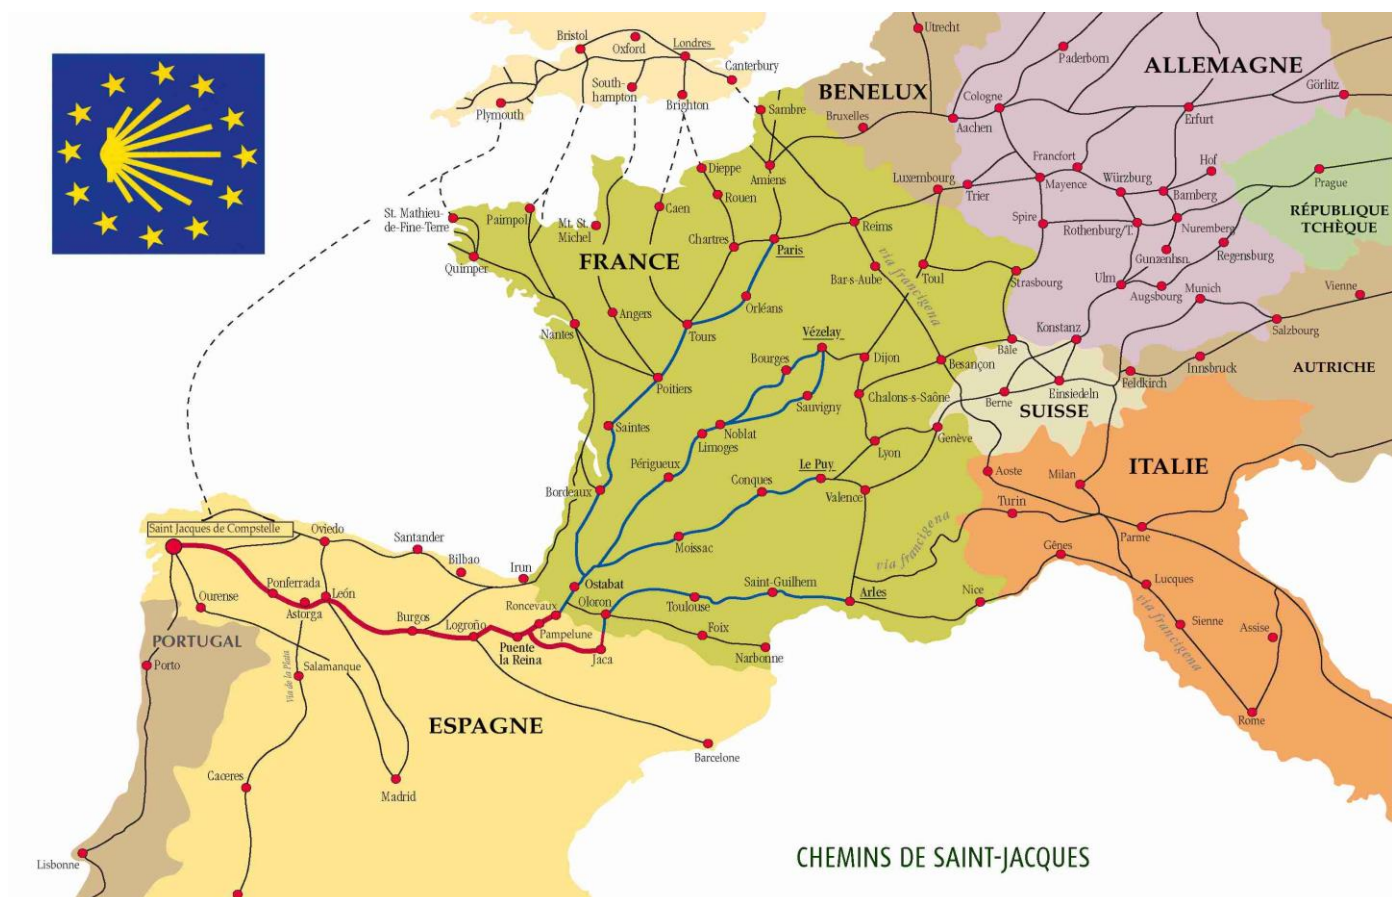 Utrecht
Bristol
Oxford
Londres
Paderborn
ALLEMAGNE
Canterbury
South-
hampton
Brighton
BENELUX
Cologne
Görlitz
Plymouth
Sambre
Bruxelles
Aachen
Erfurt
Dieppe
Francfort
Hof
Luxembourg
Amiens
Mayence
Würzburg
Trier
Bamberg
Prague
Rouen
St. Mathieu-
de-Fine-Terre
Paimpol
Mt. St.
Michel
Caen
Reims
Spire
Rothenburg/T.
Nuremberg
RÉPUBLIQUE
TCHÈQUE
Chartres
Paris
FRANCE
Quimper
via francigena
Bar-s-Aube
Toul
Strasbourg
Gunzenhsn.
Regensburg
Ulm
Augsbourg
Munich
Vienne
Orléans
Angers
Nantes
Tours
Vézelay
Konstanz
Salzbourg
Bâle
Bourges
Dijon
Besançon
Innsbruck
AUTRICHE
Feldkirch
Poitiers
Sauvigny
Chalons-s-Saône
Berne
Einsiedeln
SUISSE
Saintes
Noblat
Limoges
Genève
Lyon
Périgueux
Le Puy
Aoste
Milan
ITALIE
Bordeaux
Conques
Valence
Turin
Saint Jacques de Compstelle
Oviedo
Santander
Moissac
via francigena
Parme
Bilbao
Irun
Gênes
Ponferrada
León
Ostabat
Saint-Guilhem
Arles
Nice
Lucques
Ourense
Astorga
Roncevaux
Oloron
Toulouse
Burgos
Logroño
Pampelune
Foix
Sienne
Assise
via francigena
PORTUGAL
Puente
la Reina
Jaca
Narbonne
Porto
Salamanque
Via de la Plata
ESPAGNE
Rome
Barcelone
Caceres
Madrid
Lisbonne
CHEMINS DE SAINT-JACQUES